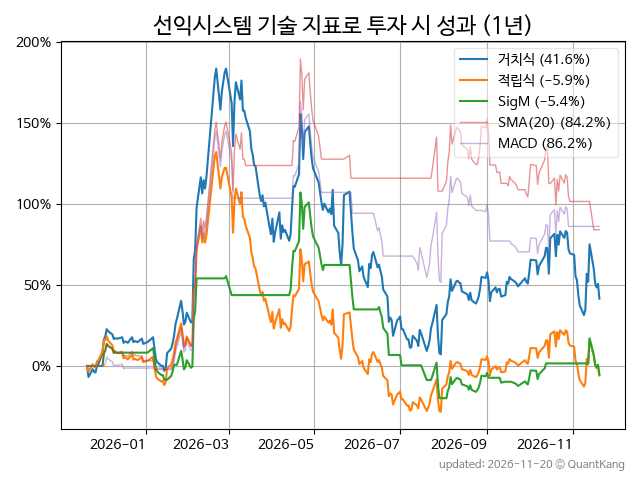 선익시스템 기술 지표로 투자 시 성과 (1년)
200%
150%
100%
50%
0%
거치식 (41.6%)
적립식 (−5.9%)
SigM (−5.4%)
SMA(20) (84.2%)
MACD (86.2%)
2026-01 2026-03 2026-05 2026-07 2026-09 2026-11
updated: 2026-11-20 © QuantKang